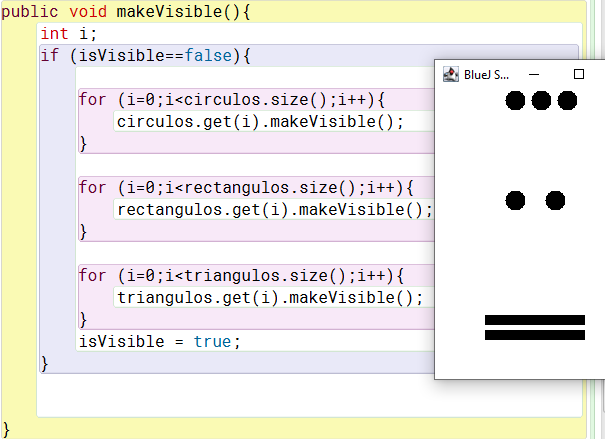 public void makeVisible(){
int i;
if (isVisible==false){
for (i=0;i<circulos.size();i++){
circulos.get(i).makeVisible();
}
for (i=0;i<rectangulos.size();i++){
rectangulos.get(i).makeVisible();
}
for (i=0;i<triangulos.size();i++){
triangulos.get(i).makeVisible();
}
isVisible = true;
}
}
BlueJ S...